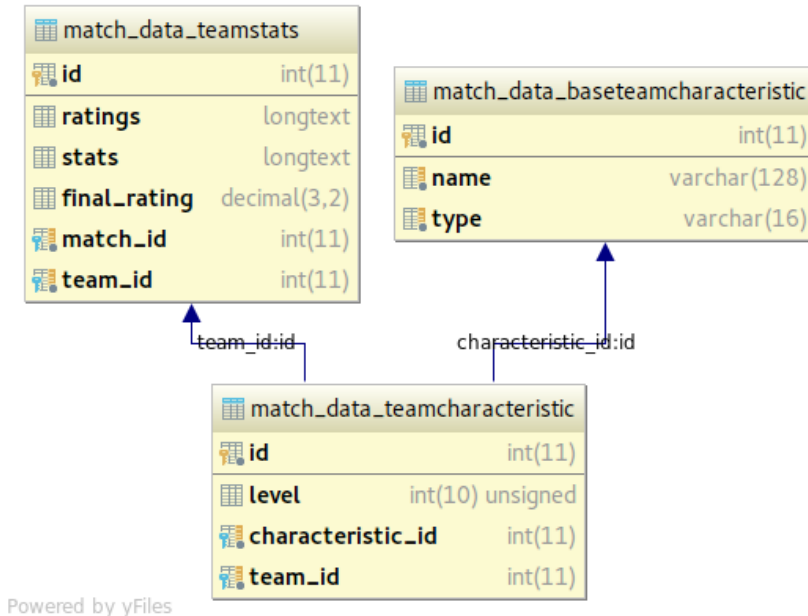 match_data_teamstats
id int(11)
ratings longtext
stats longtext
final_rating decimal(3,2)
match_id int(11)
team_id int(11)
match_data_baseteamcharacteristic
id int(11)
name varchar(128)
type varchar(16)
team_id:id
characteristic_id:id
match_data_teamcharacteristic
id int(11)
level int(10) unsigned
characteristic_id int(11)
team_id int(11)
Powered by yFiles